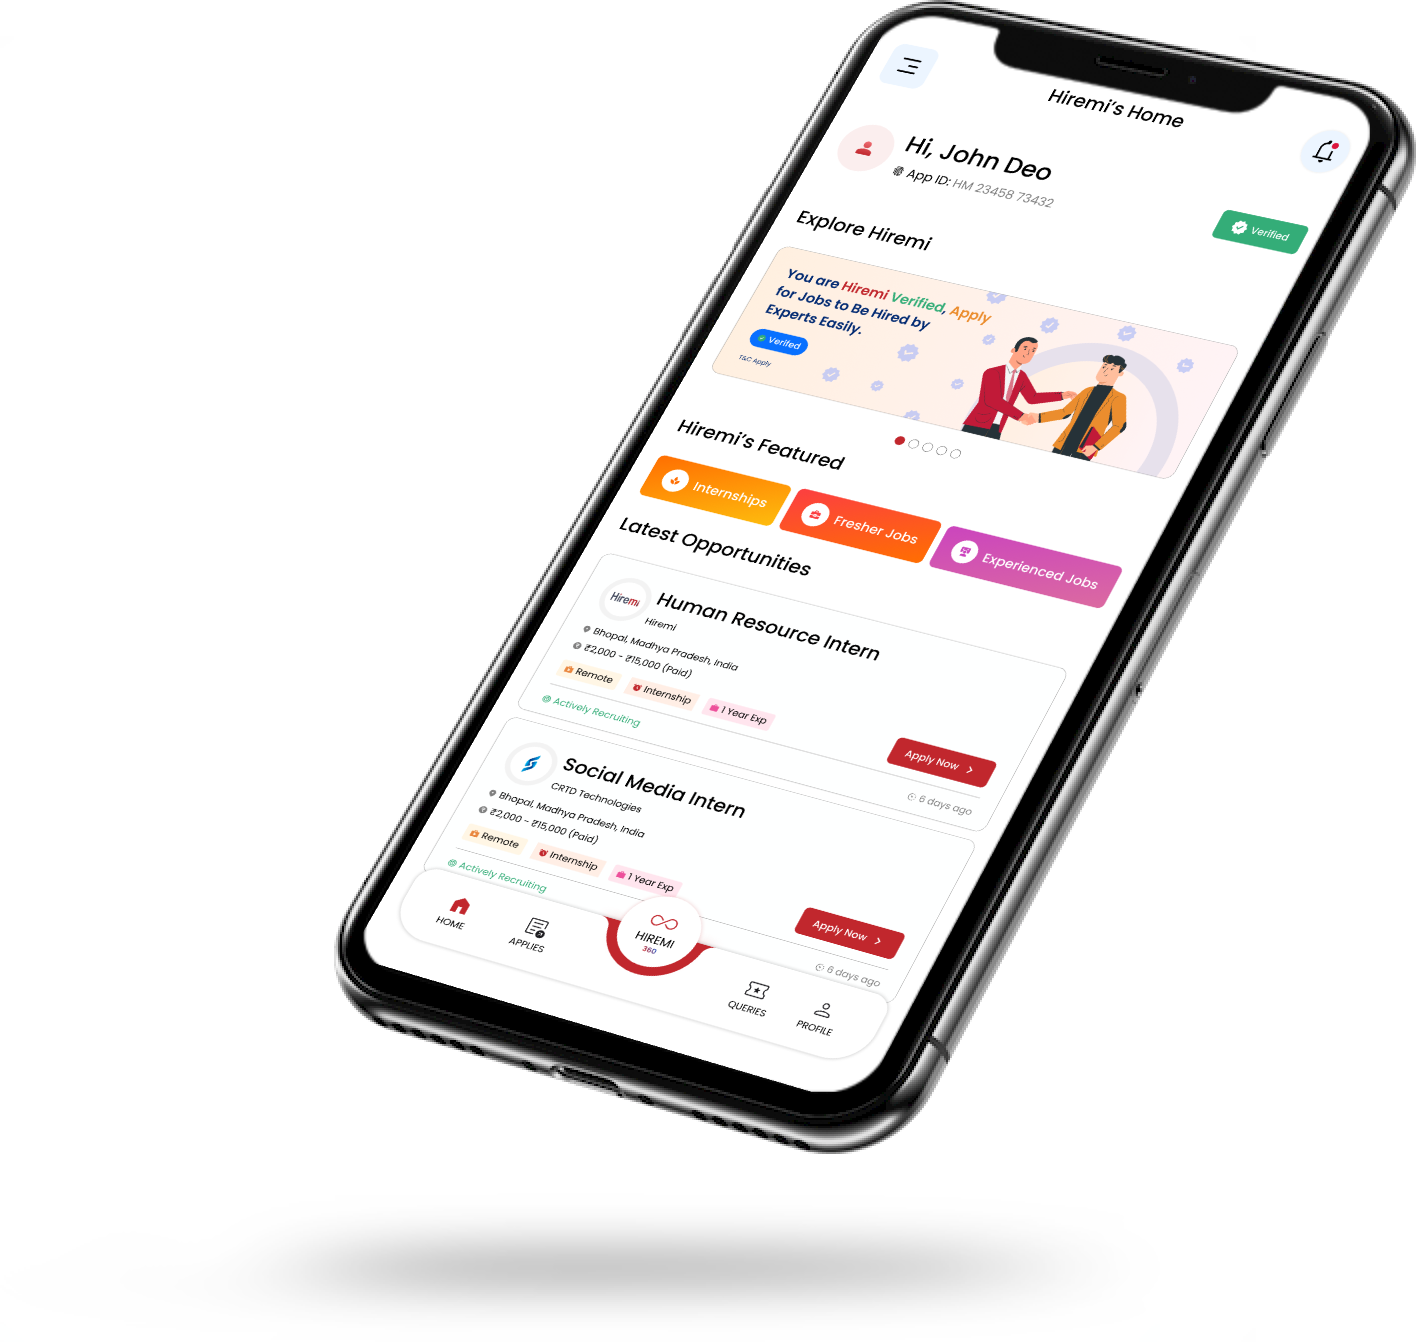 Hiremi's Home
Hi, John Deo
App ID: HM 23458 73432
Verified
Explore Hiremi
You are Hiremi Verified, Apply
for Jobs to Be Hired by
Experts Easily.
Verifed
T&C Apply
Hiremi's Featured
Internships
Fresher Jobs
Experienced Jobs
Latest Opportunities
Hiremi
Human Resource Intern
Hiremi
Bhopal, Madhya Pradesh, India
₹2,000 - ₹15,000 (Paid)
Remote
Internship
1 Year Exp
Apply Now
Actively Recruiting
6 days ago
Social Media Intern
CRTD Technologies
Bhopal, Madhya Pradesh, India
₹2,000 - ₹15,000 (Paid)
Remote
Internship
1 Year Exp
Apply Now
Actively Recruiting
6 days ago
HOME
APPLIES
HIREMI
360
QUERIES
PROFILE